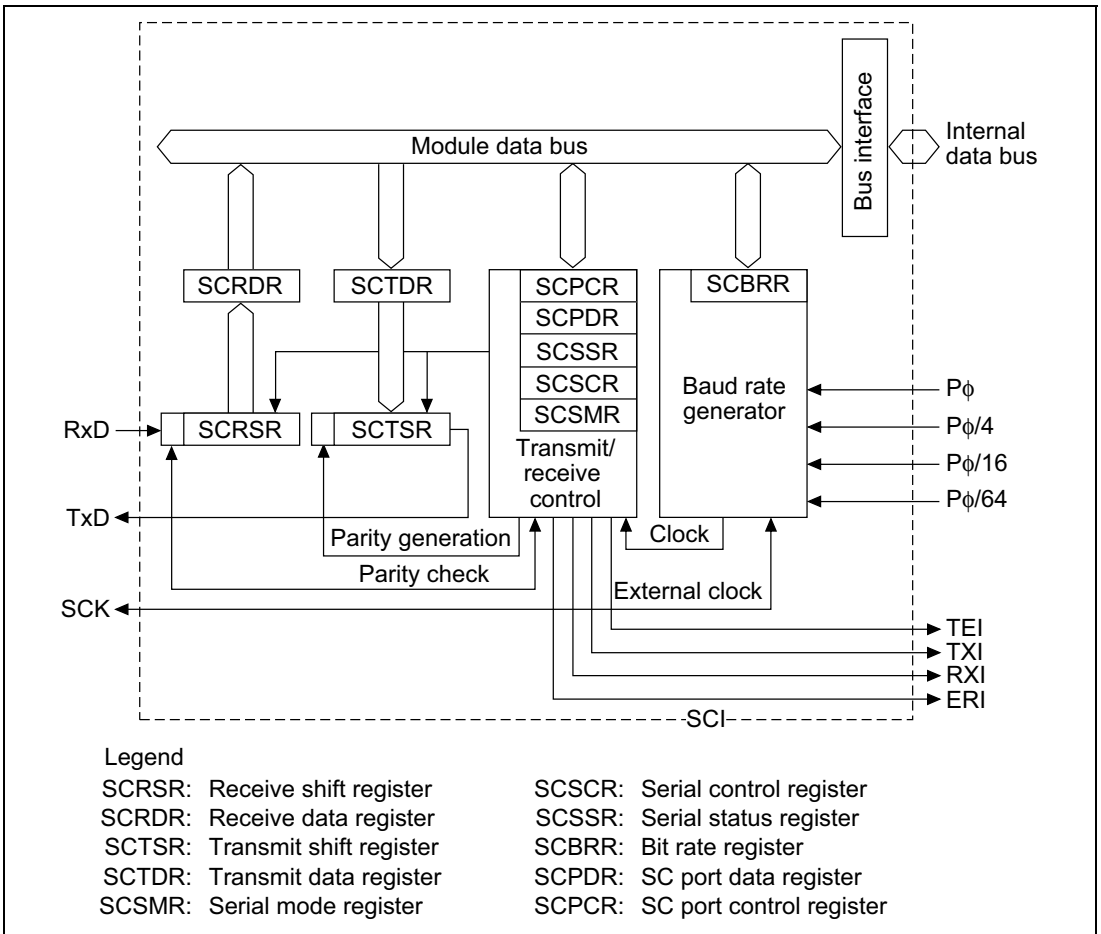 Module data bus
Bus interface
Internal
data bus
SCRDR
SCTDR
SCPCR
SCPDR
SCSSR
SCSCR
SCSMR
Transmit/
receive
control
SCBRR
Baud rate
generator
Pϕ
Pϕ/4
Pϕ/16
Pϕ/64
RxD
SCRSR
SCTSR
TxD
Parity generation
Parity check
Clock
SCK
External clock
TEI
TXI
RXI
ERI
SCI
Legend
SCRSR: Receive shift register
SCRDR: Receive data register
SCTSR: Transmit shift register
SCTDR: Transmit data register
SCSMR: Serial mode register
SCSCR: Serial control register
SCSSR: Serial status register
SCBRR: Bit rate register
SCPDR: SC port data register
SCPCR: SC port control register